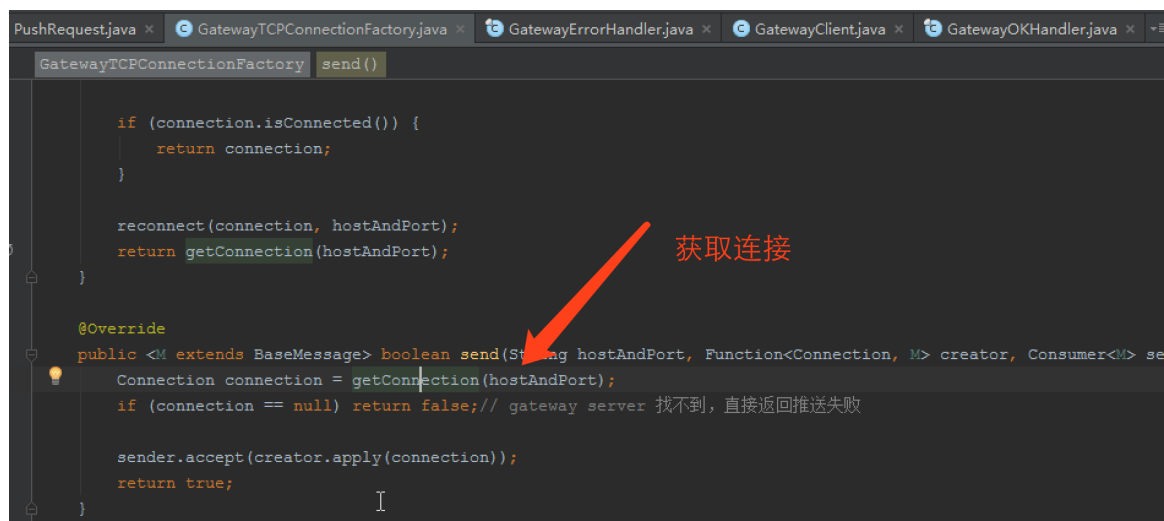 PushRequest.java × GatewayTCPConnectionFactory.java × GatewayErrorHandler.java × GatewayClient.java × GatewayOKHandler.java ×
GatewayTCPConnectionFactory send()
if (connection.isConnected()) {
return connection;
}
reconnect(connection, hostAndPort);
return getConnection(hostAndPort);
获取连接
}
@Override
public <M extends BaseMessage> boolean send(String hostAndPort, Function<Connection, M> creator, Consumer<M> se
Connection connection = getConnection(hostAndPort);
if (connection == null) return false;// gateway server 找不到，直接返回推送失败
sender.accept(creator.apply(connection));
return true;
}